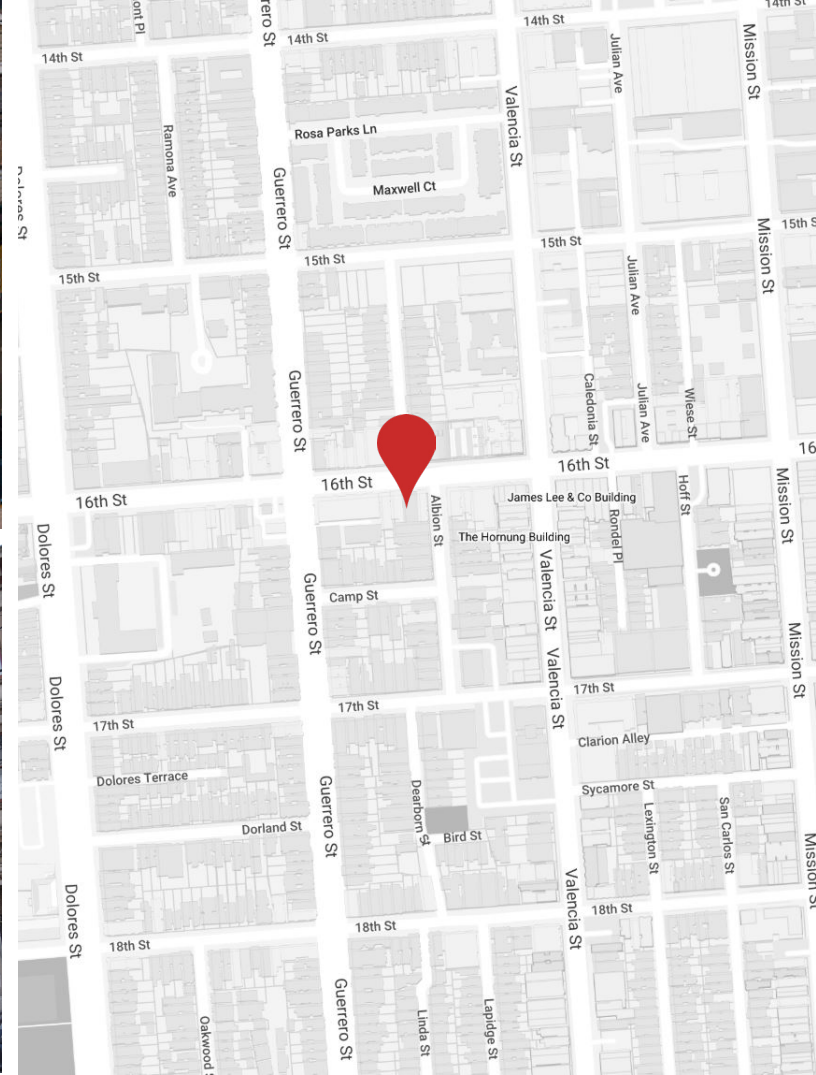 14th St
14th St
14th St
14th St
Julian Ave
Mission St
Valencia St
Ramona Ave
Rosa Parks Ln
Maxwell Ct
Guerrero St
Dolores St
15th St
15th St
15th St
Mission St
Julian Ave
Guerrero St
Caledonia St
Julian Ave
Wiese St
16th St
16th St
16th St
Albion St
James Lee & Co Building
The Hornung Building
Rondel Pl
Hoff St
Mission St
Dolores St
Guerrero St
Camp St
Valencia St
Valencia St
Mission St
Dolores St
17th St
17th St
17th St
Clarion Alley
Dolores Terrace
Guerrero St
Dearborn St
Sycamore St
Dorland St
Bird St
Lexington St
San Carlos St
Dolores St
Valencia St
18th St
18th St
18th St
Guerrero St
Linda St
Lapidge St
Oakwood